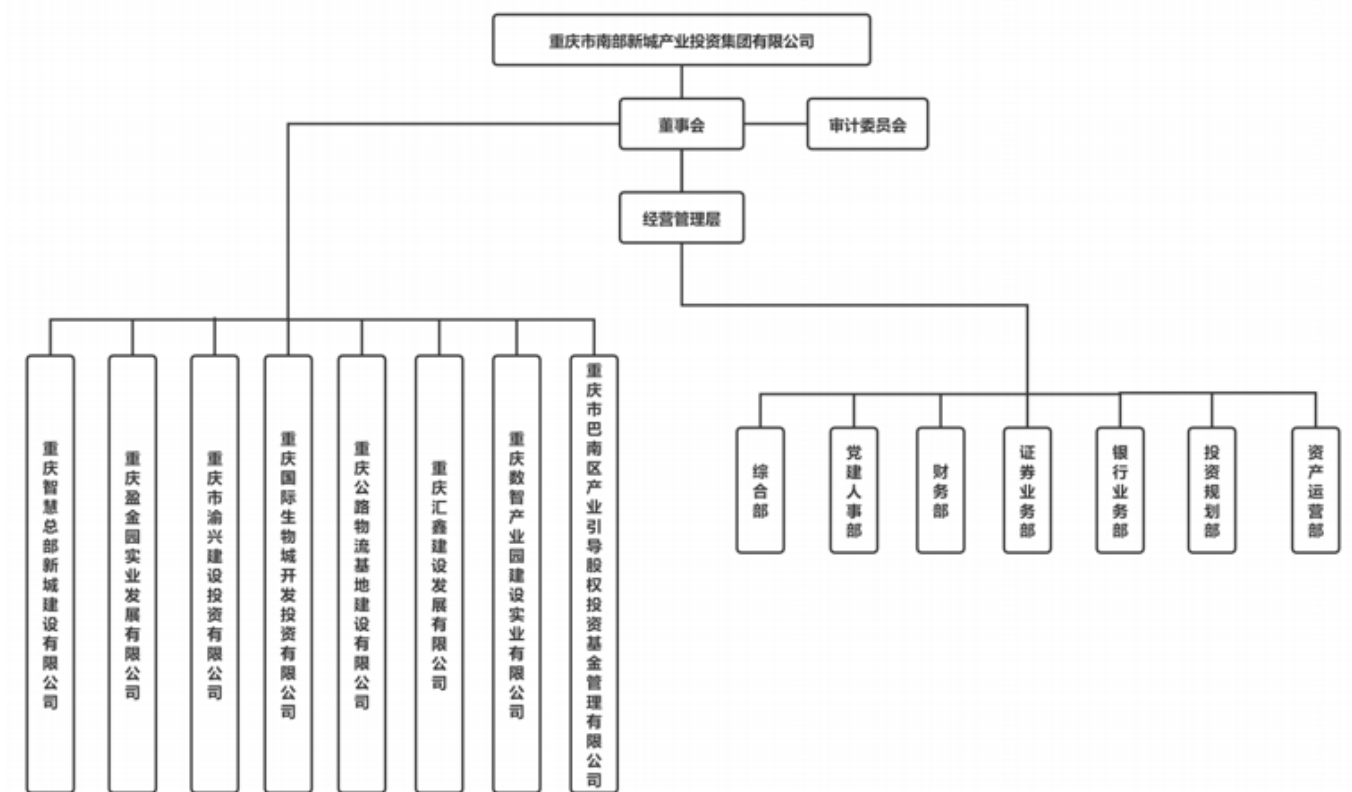 重庆市南部新城产业投资集团有限公司
董事会
审计委员会
经营管理层
重庆智慧总部新城建设有限公司
重庆盈金园实业发展有限公司
重庆市渝兴建设投资有限公司
重庆国际生物城开发投资有限公司
重庆公路物流基地建设有限公司
重庆汇鑫建设发展有限公司
重庆数智产业园建设实业有限公司
重庆市巴南区产业引导股权投资基金管理有限公司
综合部
党建人事部
财务部
证券业务部
银行业务部
投资规划部
资产运营部